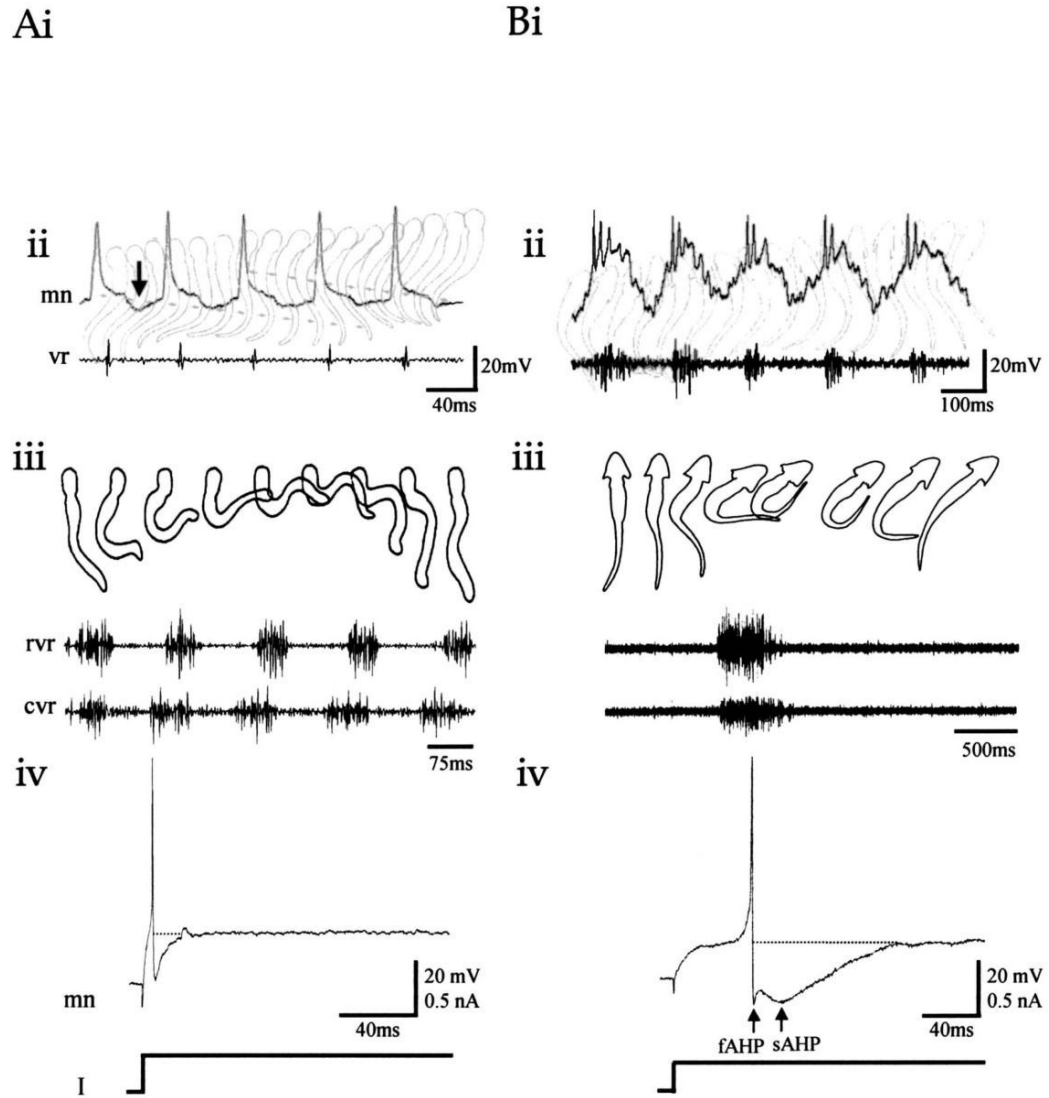 Ai
Bi
ii
mn
vr
20mV
40ms
ii
20mV
100ms
iii
rvr
cvr
75ms
iii
500ms
iv
mn
20 mV
0.5 nA
40ms
I
iv
fAHP
sAHP
20 mV
0.5 nA
40ms